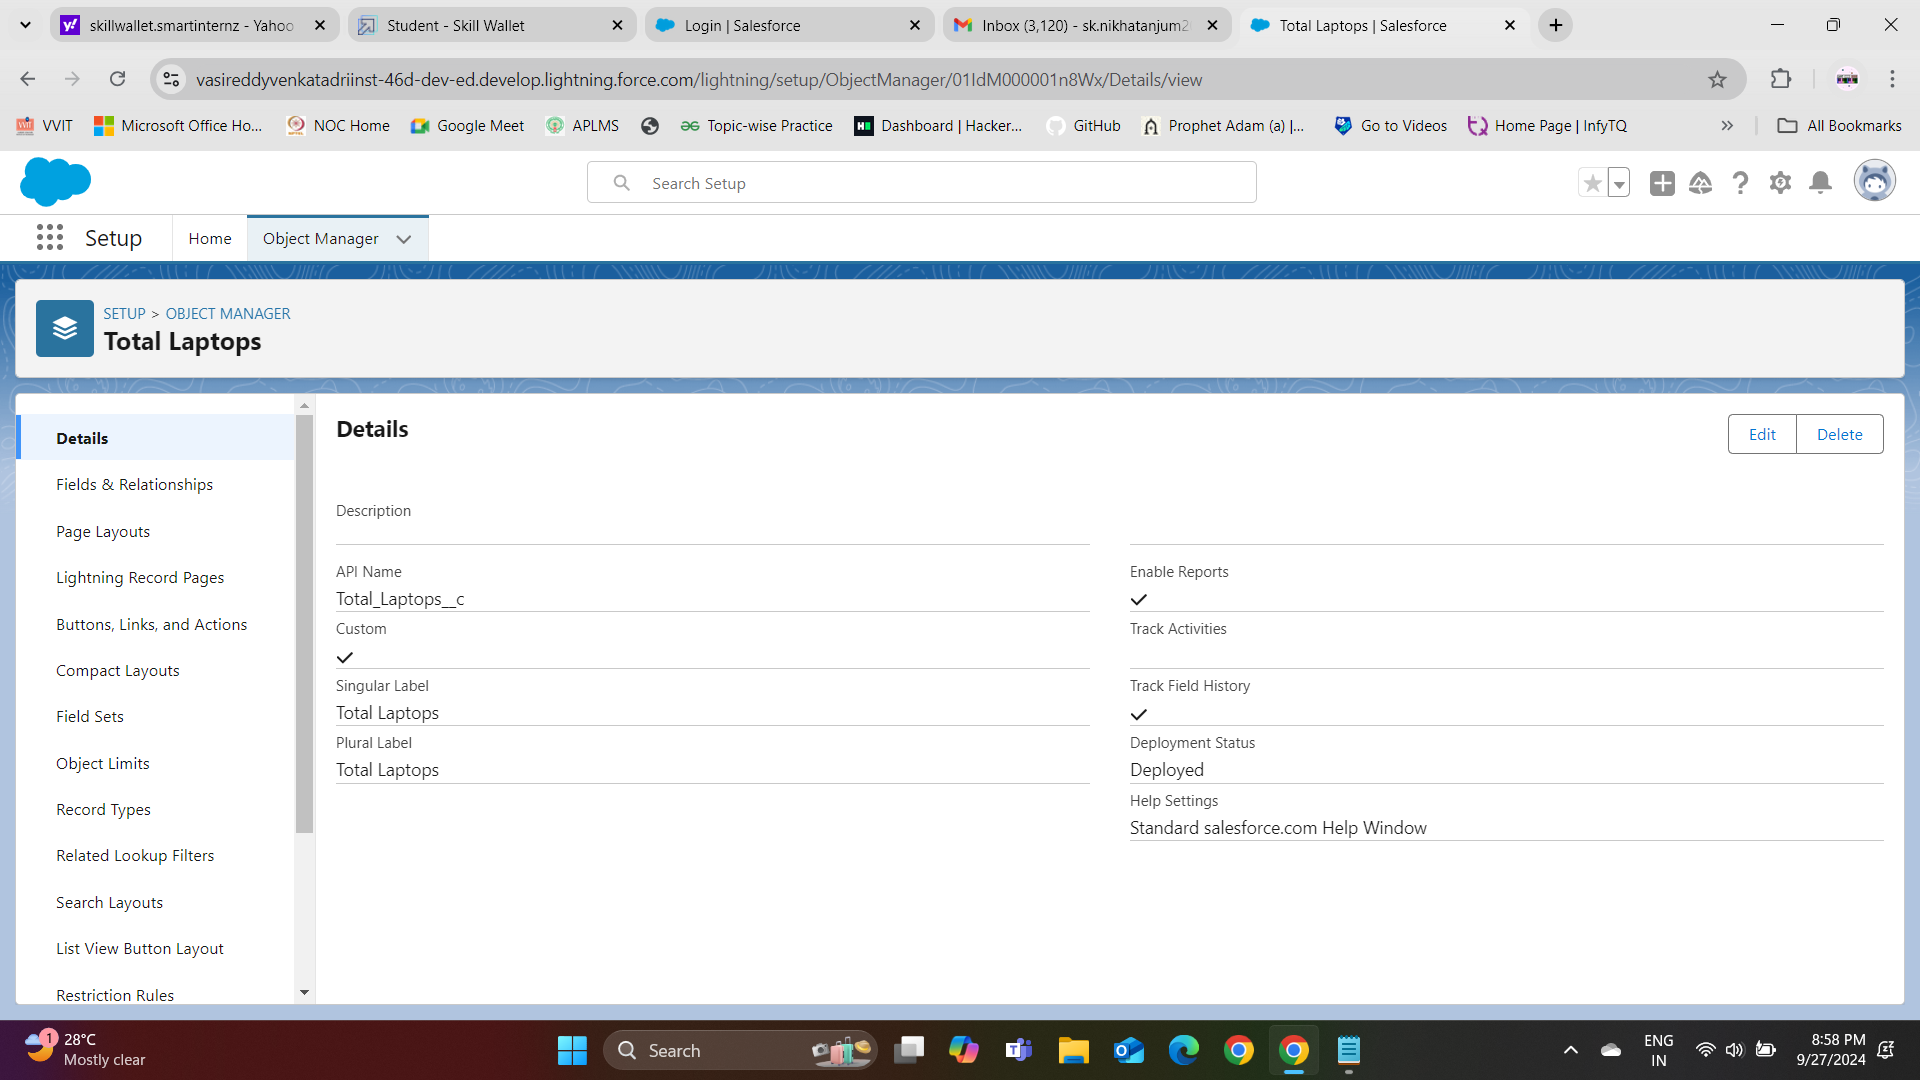 skillwallet.smartinternz - Yahoo
Student - Skill Wallet
Login | Salesforce
Inbox (3,120) - sk.nikhatanjum2
Total Laptops | Salesforce
vasireddyvenkatadriinst-46d-dev-ed.develop.lightning.force.com/lightning/setup/ObjectManager/01IdM000001n8Wx/Details/view
VVIT
Microsoft Office Ho...
NOC Home
Google Meet
APLMS
Topic-wise Practice
Dashboard | Hacker...
GitHub
Prophet Adam (a) |...
Go to Videos
Home Page | InfyTQ
All Bookmarks
Search Setup
Setup
Home
Object Manager
SETUP > OBJECT MANAGER
Total Laptops
Details
Fields & Relationships
Page Layouts
Lightning Record Pages
Buttons, Links, and Actions
Compact Layouts
Field Sets
Object Limits
Record Types
Related Lookup Filters
Search Layouts
List View Button Layout
Restriction Rules
Details
Edit
Delete
Description
API Name
Total_Laptops__c
Custom
Singular Label
Total Laptops
Plural Label
Total Laptops
Enable Reports
Track Activities
Track Field History
Deployment Status
Deployed
Help Settings
Standard salesforce.com Help Window
1
28°C
Mostly clear
Search
ENG
IN
8:58 PM
9/27/2024